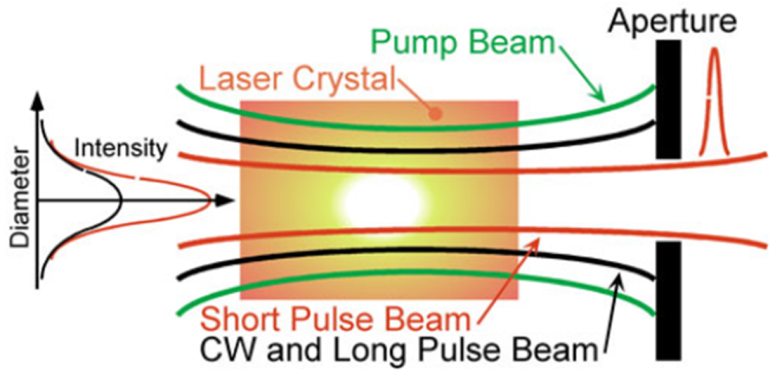 Aperture
Pump Beam
Laser Crystal
Intensity
Diameter
Short Pulse Beam
CW and Long Pulse Beam